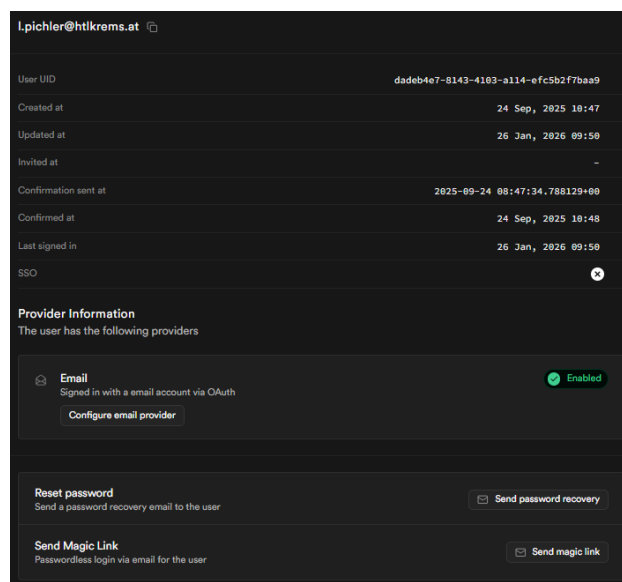 l.pichler@htlkrems.at
User UID dadeb4e7-8143-4103-a114-efc5b2f7baa9
Created at 24 Sep, 2025 10:47
Updated at 26 Jan, 2026 09:50
Invited at -
Confirmation sent at 2025-09-24 08:47:34.788129+00
Confirmed at 24 Sep, 2025 10:48
Last signed in 26 Jan, 2026 09:50
SSO
Provider Information
The user has the following providers
Email Enabled
Signed in with a email account via OAuth
Configure email provider
Reset password
Send a password recovery email to the user
Send password recovery
Send Magic Link
Passwordless login via email for the user
Send magic link